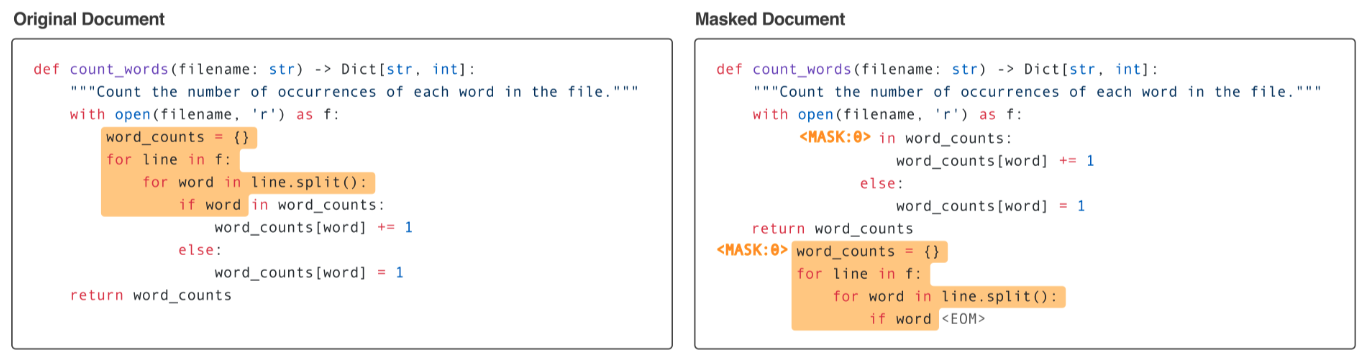 Original Document
def count_words(filename: str) -> Dict[str, int]:
    """Count the number of occurrences of each word in the file."""
    with open(filename, 'r') as f:
        word_counts = {}
        for line in f:
            for word in line.split():
                if word in word_counts:
                    word_counts[word] += 1
                else:
                    word_counts[word] = 1
    return word_counts
Masked Document
def count_words(filename: str) -> Dict[str, int]:
    """Count the number of occurrences of each word in the file."""
    with open(filename, 'r') as f:
         <MASK:0> in word_counts:
                    word_counts[word] += 1
                else:
                    word_counts[word] = 1
    return word_counts
<MASK:0> word_counts = {}
         for line in f:
             for word in line.split():
                 if word <EOM>